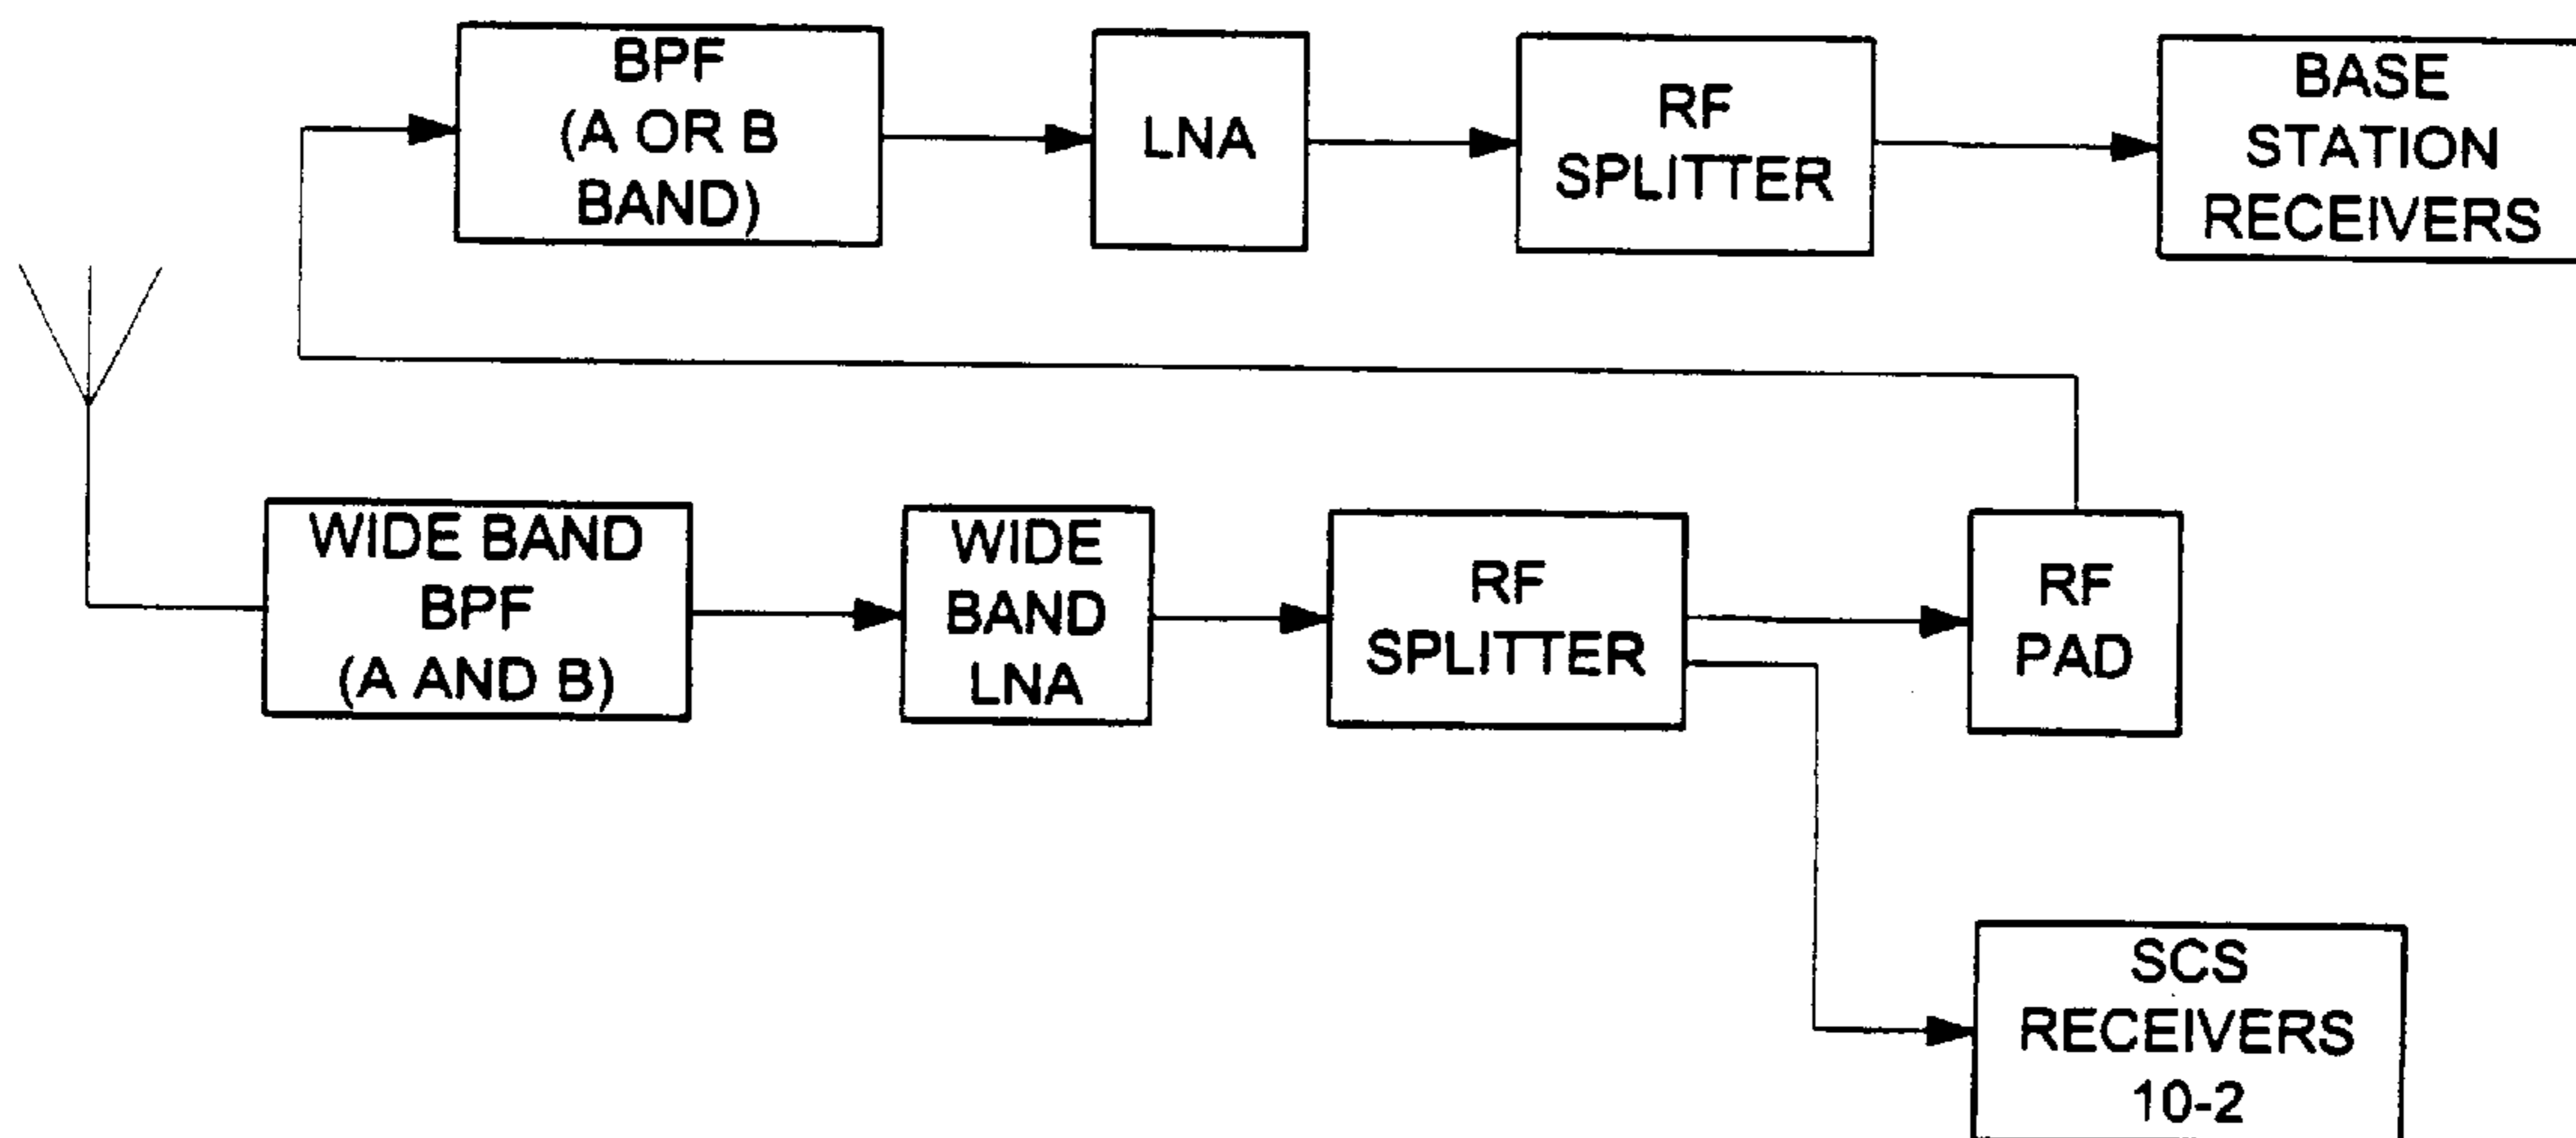 BPF
(A OR B
BAND)
LNA
RF
SPLITTER
BASE
STATION
RECEIVERS
WIDE BAND
BPF
(A AND B)
WIDE
BAND
LNA
RF
SPLITTER
RF
PAD
SCS
RECEIVERS
10-2